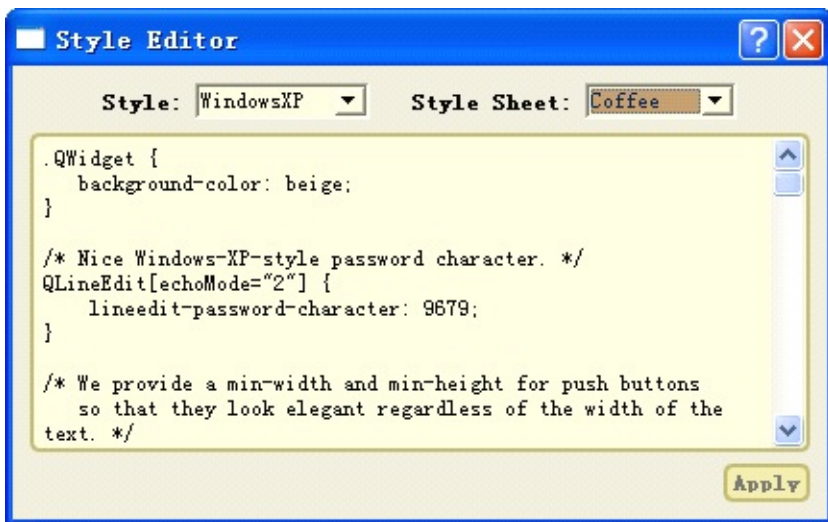 Style Editor
Style: WindowsXP Style Sheet: Coffee
.QWidget {
background-color: beige;
}
/* Nice Windows-XP-style password character. */
QLineEdit[echoMode="2"] {
lineedit-password-character: 9679;
}
/* We provide a min-width and min-height for push buttons
so that they look elegant regardless of the width of the
text. */
Apply